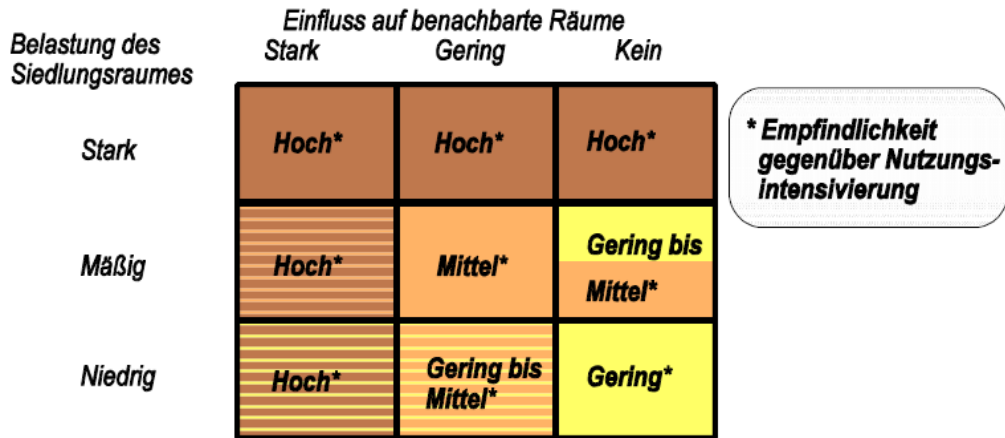 Einfluss auf benachbarte Räume
Belastung des
Siedlungsraumes
Stark Gering Kein
Stark
Hoch* Hoch* Hoch*
* Empfindlichkeit
gegenüber Nutzungs-
intensivierung
Mäßig
Hoch* Mittel* Gering bis
Mittel*
Niedrig
Hoch* Gering bis
Mittel* Gering*